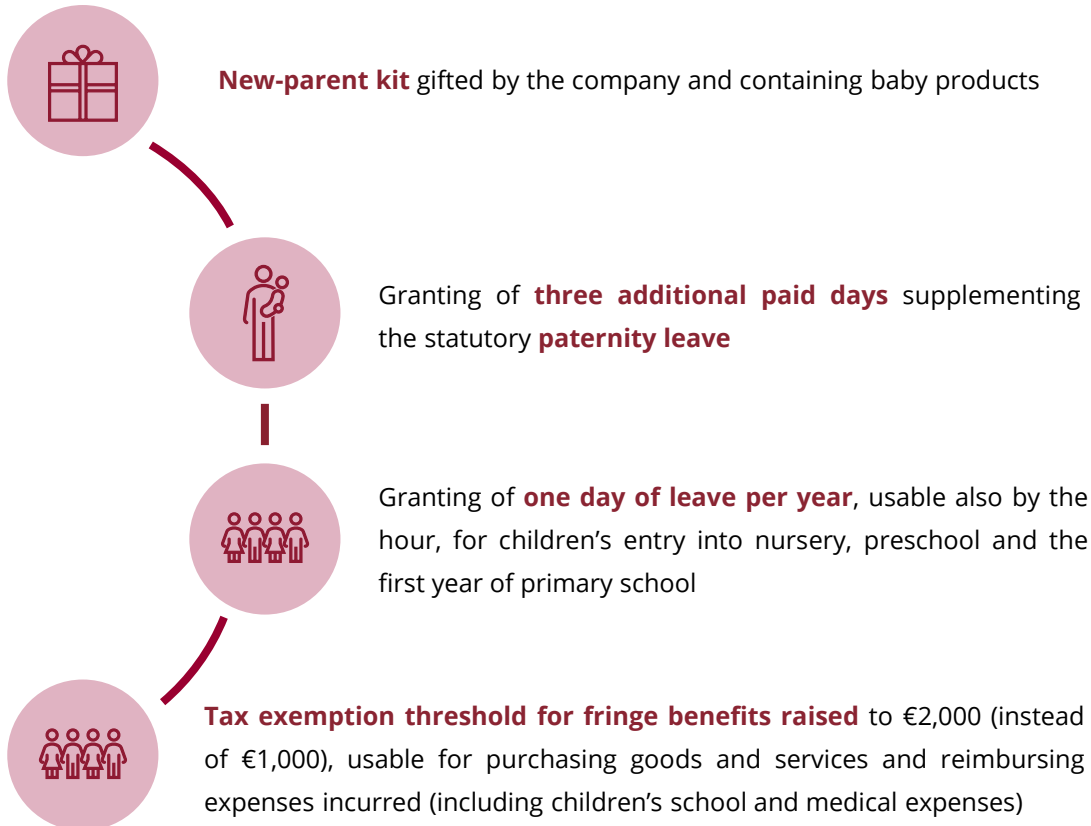 New-parent kit gifted by the company and containing baby products
Granting of three additional paid days supplementing
the statutory paternity leave
Granting of one day of leave per year, usable also by the
hour, for children's entry into nursery, preschool and the
first year of primary school
Tax exemption threshold for fringe benefits raised to €2,000 (instead
of €1,000), usable for purchasing goods and services and reimbursing
expenses incurred (including children's school and medical expenses)